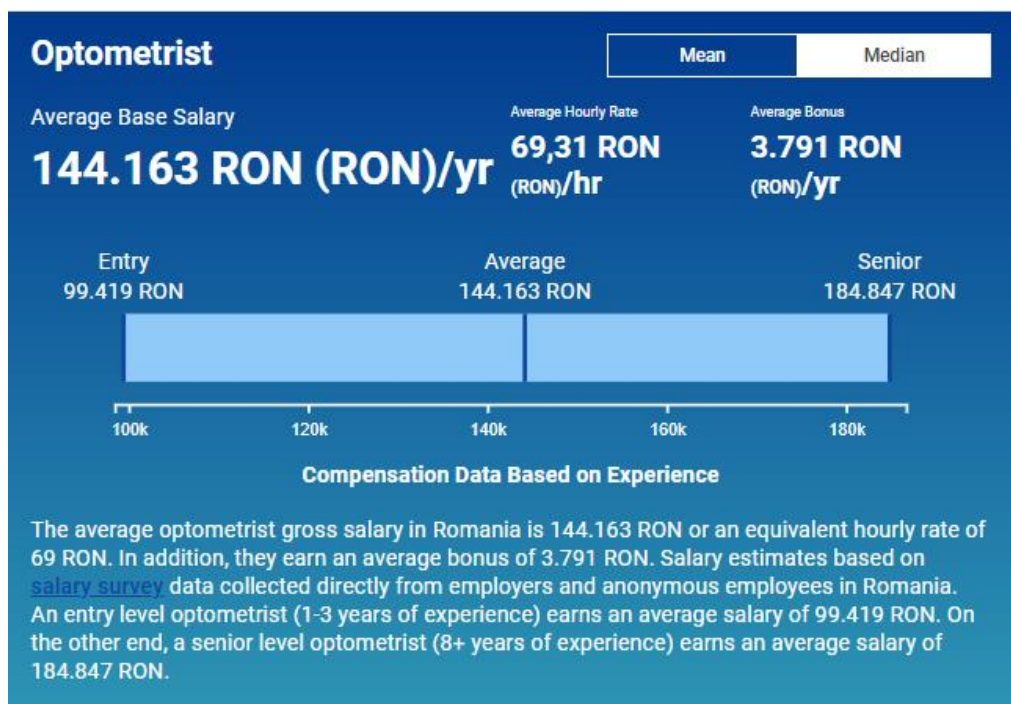 Optometrist
Mean
Median
Average Base Salary
144.163 RON (RON)/yr
Average Hourly Rate
69,31 RON
(RON)/hr
Average Bonus
3.791 RON
(RON)/yr
Entry
99.419 RON
Average
144.163 RON
Senior
184.847 RON
100k
120k
140k
160k
180k
Compensation Data Based on Experience
The average optometrist gross salary in Romania is 144.163 RON or an equivalent hourly rate of
69 RON. In addition, they earn an average bonus of 3.791 RON. Salary estimates based on
salary survey data collected directly from employers and anonymous employees in Romania.
An entry level optometrist (1-3 years of experience) earns an average salary of 99.419 RON. On
the other end, a senior level optometrist (8+ years of experience) earns an average salary of
184.847 RON.